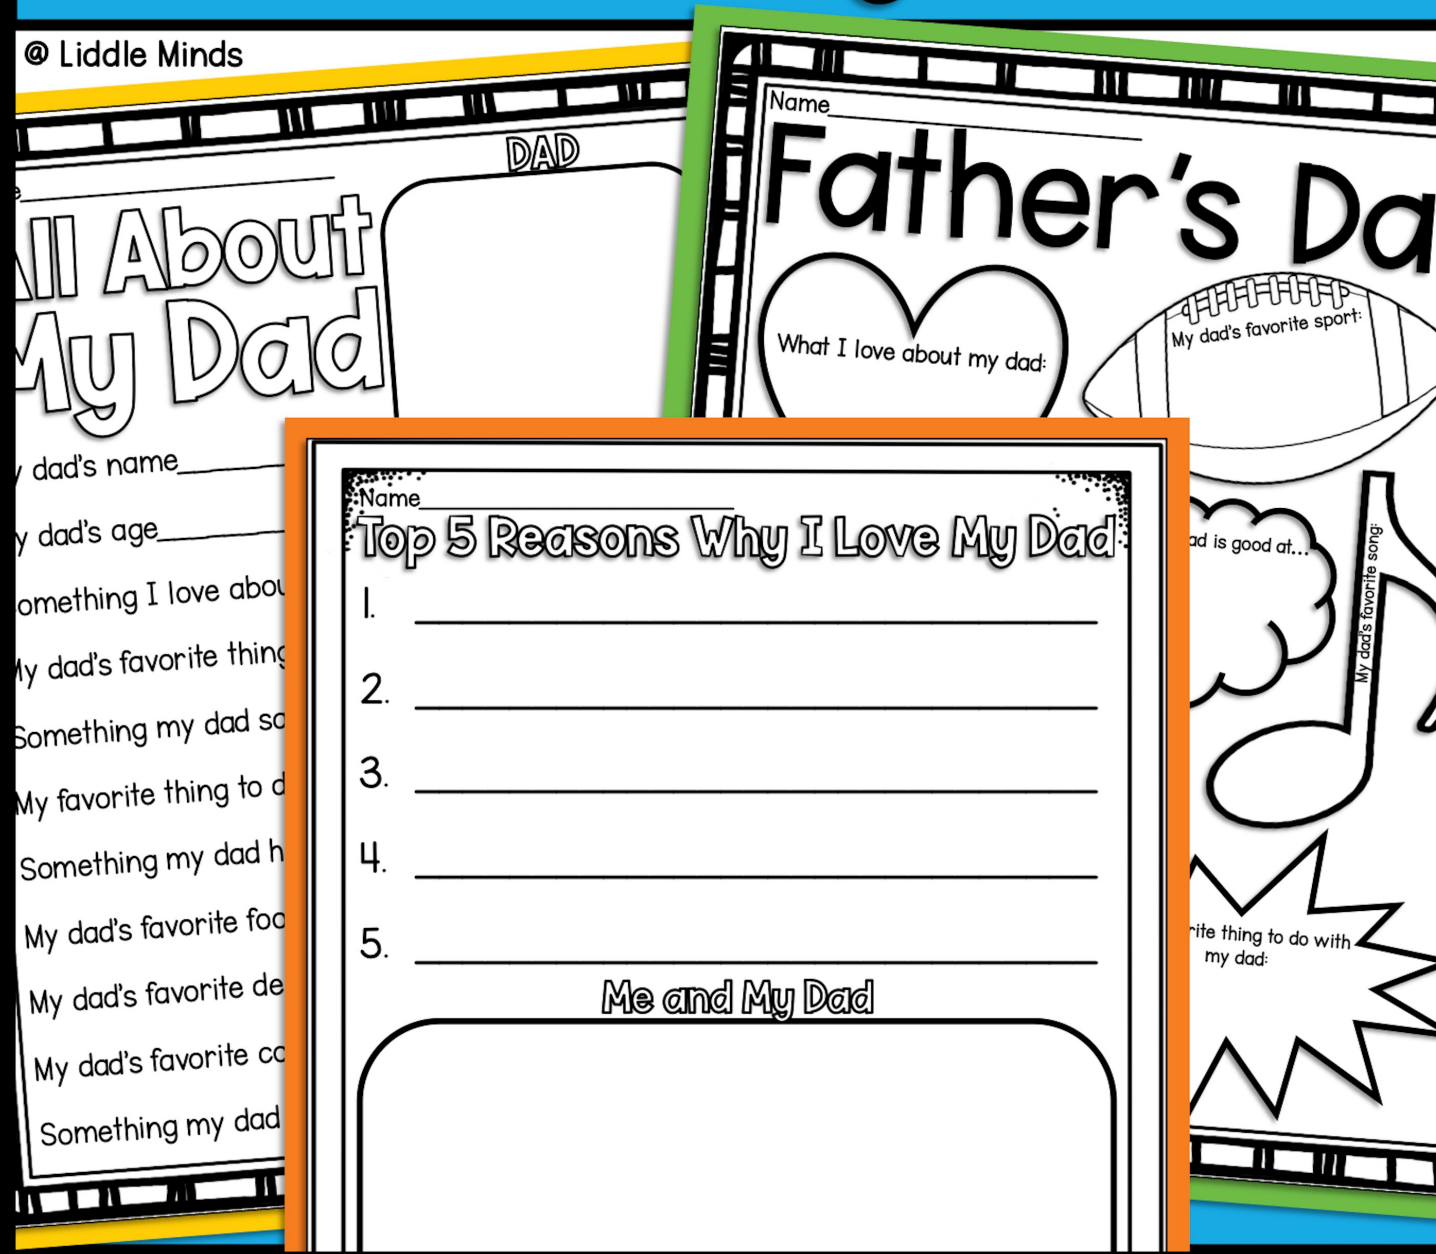 @ Liddle Minds
DAD
All About
My Dad
dad's name
dad's age
omething I love abou
My dad's favorite thing
Something my dad
My favorite thing to
Something my dad h
My dad's favorite foo
My dad's favorite de
My dad's favorite co
Something my dad
Name
Father's Da
What I love about my dad:
My dad's favorite sport:
ad is good at...
My dad's favorite song:
rite thing to do with
my dad:
Name
Top 5 Reasons Why I Love My Dad
1.
2.
3.
4.
5.
Me and My Dad